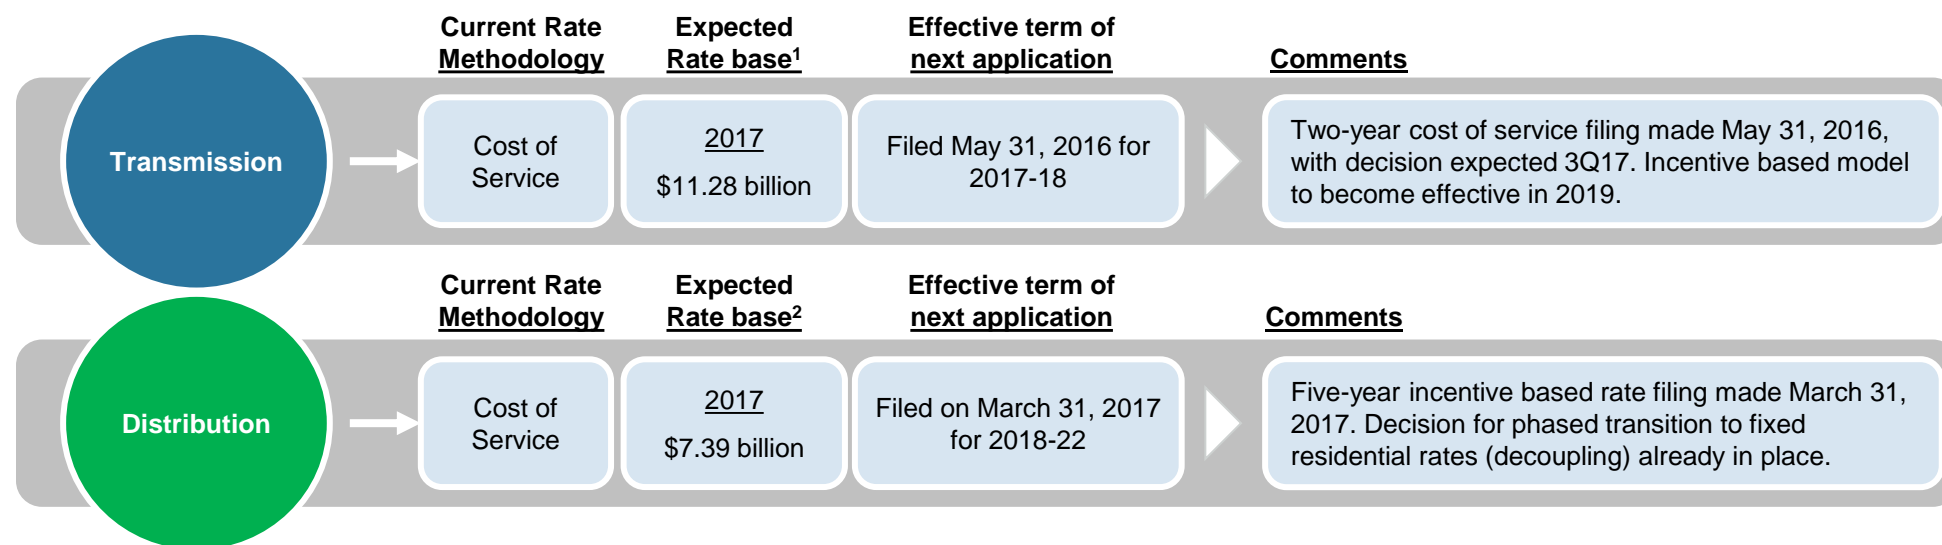 Current Rate Methodology
Expected Rate base1
Effective term of next application
Comments
Transmission
Cost of
Service
2017
$11.28 billion
Filed May 31, 2016 for
2017-18
Two-year cost of service filing made May 31, 2016,
with decision expected 3Q17. Incentive based model
to become effective in 2019.
Current Rate Methodology
Expected Rate base2
Effective term of next application
Comments
Distribution
Cost of
Service
2017
$7.39 billion
Filed on March 31, 2017
for 2018-22
Five-year incentive based rate filing made March 31,
2017. Decision for phased transition to fixed
residential rates (decoupling) already in place.